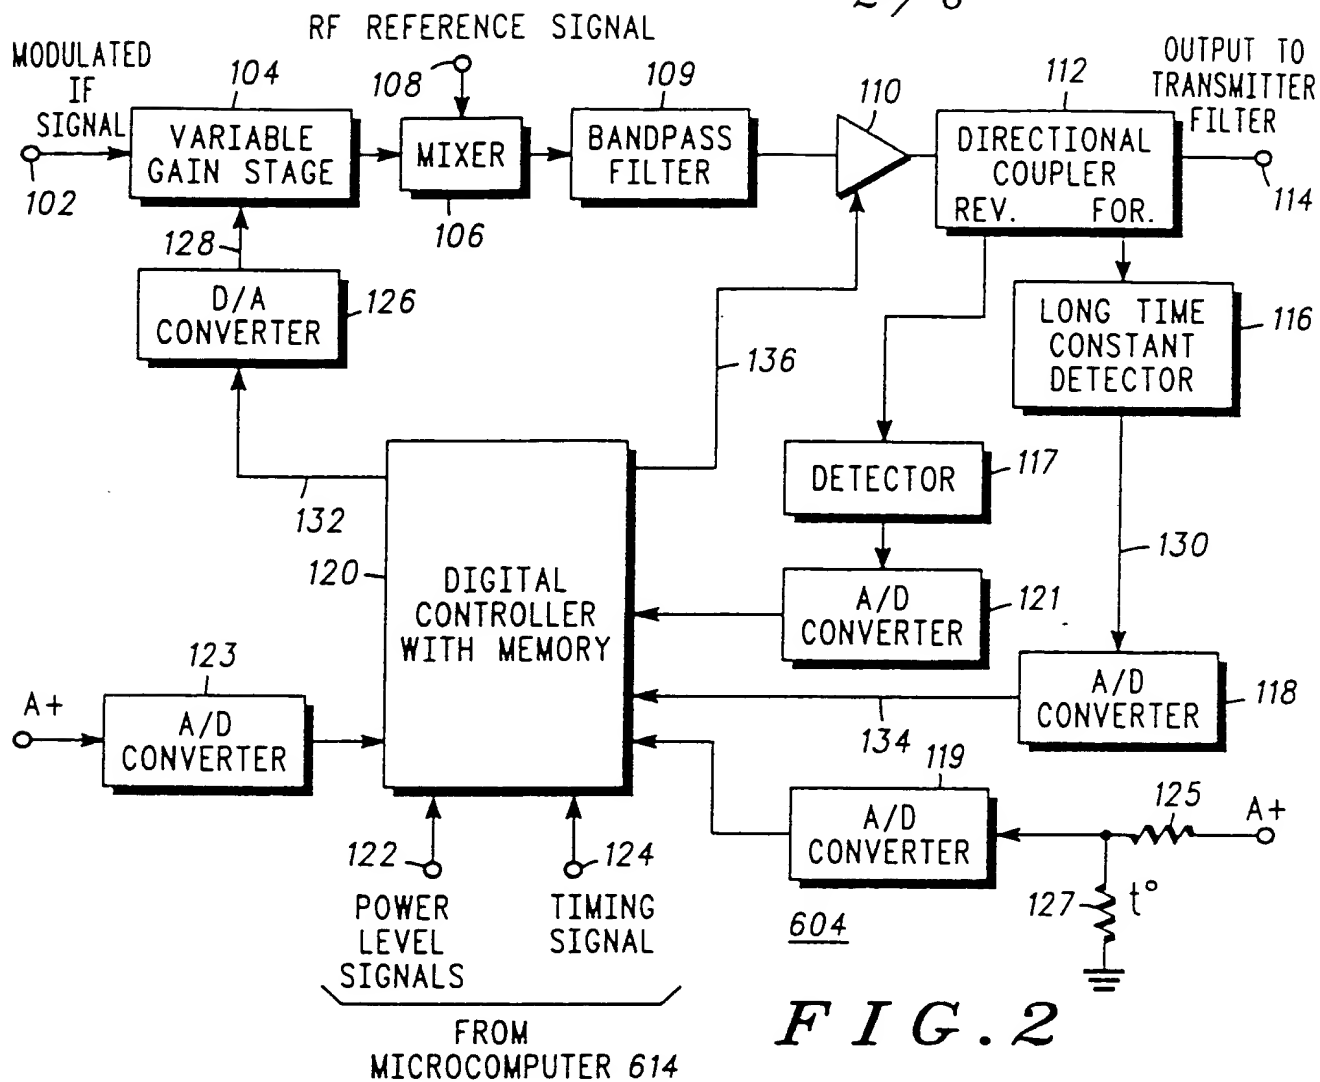 2/8
RF REFERENCE SIGNAL
MODULATED
IF
SIGNAL
102
104
VARIABLE
GAIN STAGE
108
MIXER
106
109
BANDPASS
FILTER
110
112
DIRECTIONAL
COUPLER
REV. FOR.
OUTPUT TO
TRANSMITTER
FILTER
114
128
D/A
CONVERTER
126
136
LONG TIME
CONSTANT
DETECTOR
116
132
DETECTOR
117
130
120
DIGITAL
CONTROLLER
WITH MEMORY
A/D
CONVERTER
121
A+
123
A/D
CONVERTER
A/D
CONVERTER
118
134
119
A/D
CONVERTER
125
A+
127
t°
122
POWER
LEVEL
SIGNALS
124
TIMING
SIGNAL
604
FROM
MICROCOMPUTER 614
FIG.2